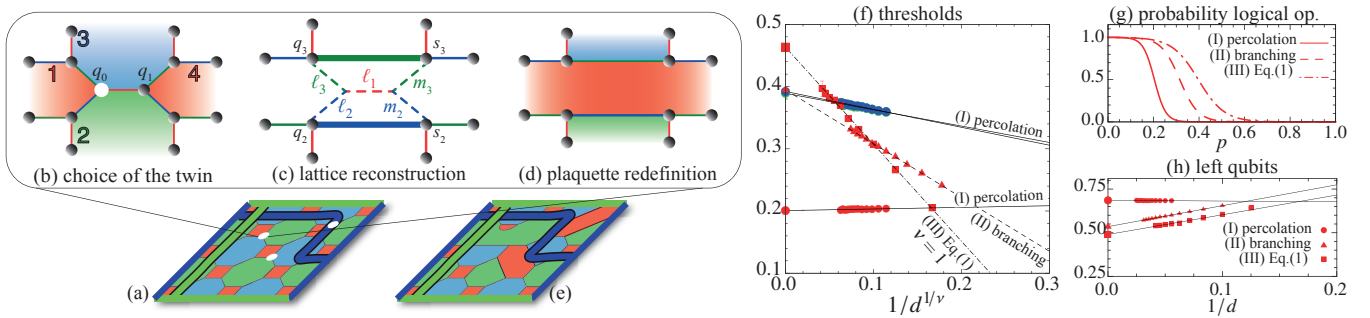 3
1
q0
q1
4
2
(b) choice of the twin
q3
s3
ℓ3
ℓ1
m3
ℓ2
m2
q2
s2
(c) lattice reconstruction
(d) plaquette redefinition
(a)
(e)
(f) thresholds
0.5
0.4
0.3
0.2
0.1
0.0
0.1
0.2
0.3
(I) percolation
(I) percolation
(II) branching
(III) Eq.(1)
ν = 1
1/d^{1/ν}
(g) probability logical op.
1.0
0.5
0.0
(I) percolation
(II) branching
(III) Eq.(1)
0.0
0.2
0.4
0.6
0.8
1.0
p
(h) left qubits
0.75
0.50
0.25
(I) percolation
(II) branching
(III) Eq.(1)
0.0
0.1
0.2
1/d